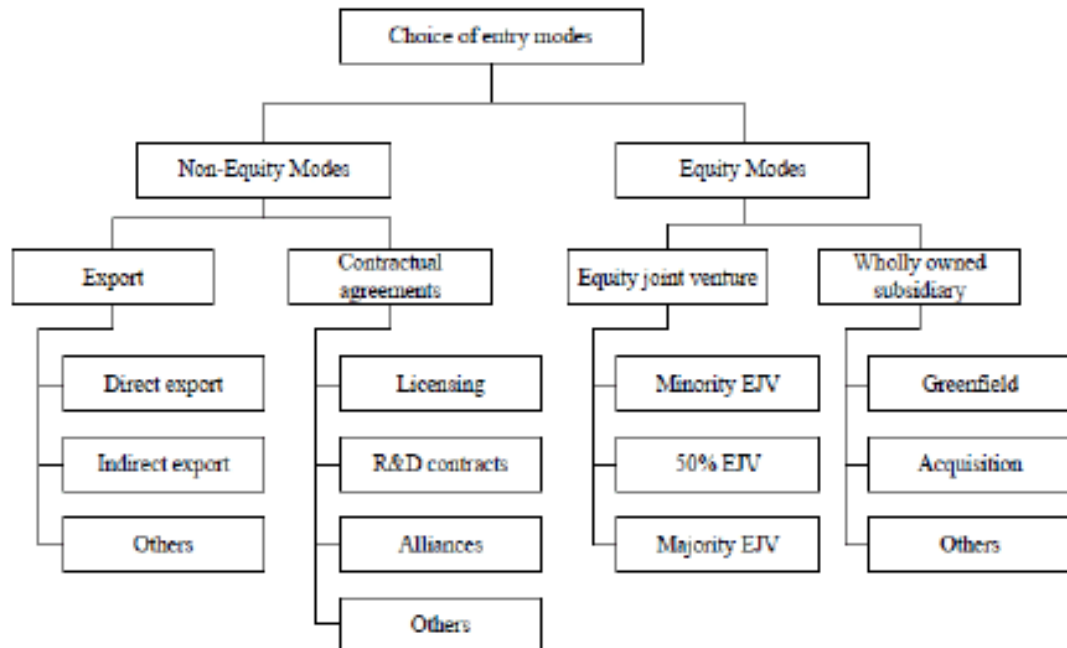 Choice of entry modes
Non-Equity Modes
Equity Modes
Export
Contractual
agreements
Equity joint venture
Wholly owned
subsidiary
Direct export
Licensing
Minority EJV
Greenfield
Indirect export
R&D contracts
50% EJV
Acquisition
Others
Alliances
Majority EJV
Others
Others